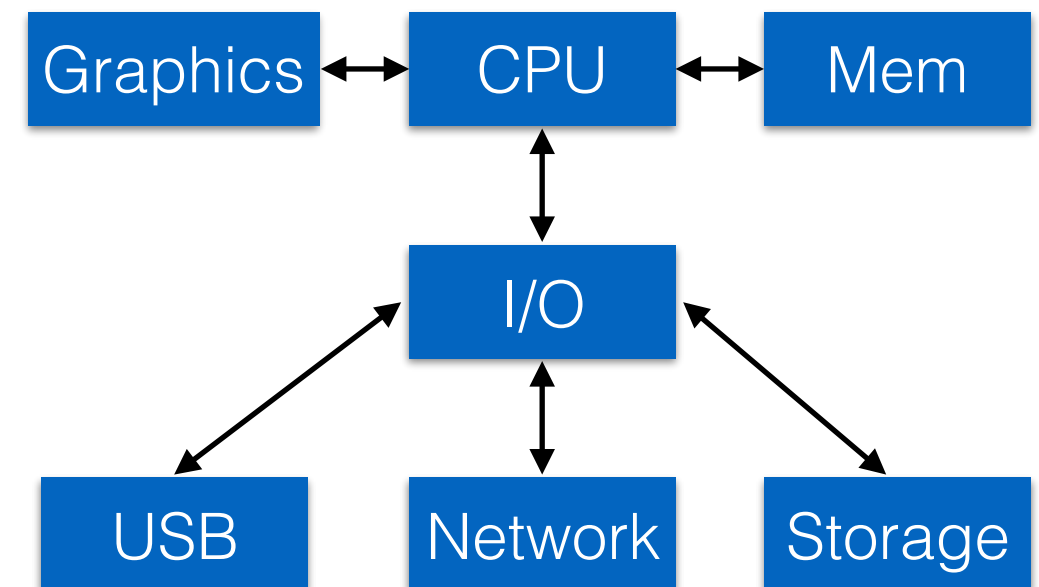 Graphics
CPU
Mem
I/O
USB
Network
Storage